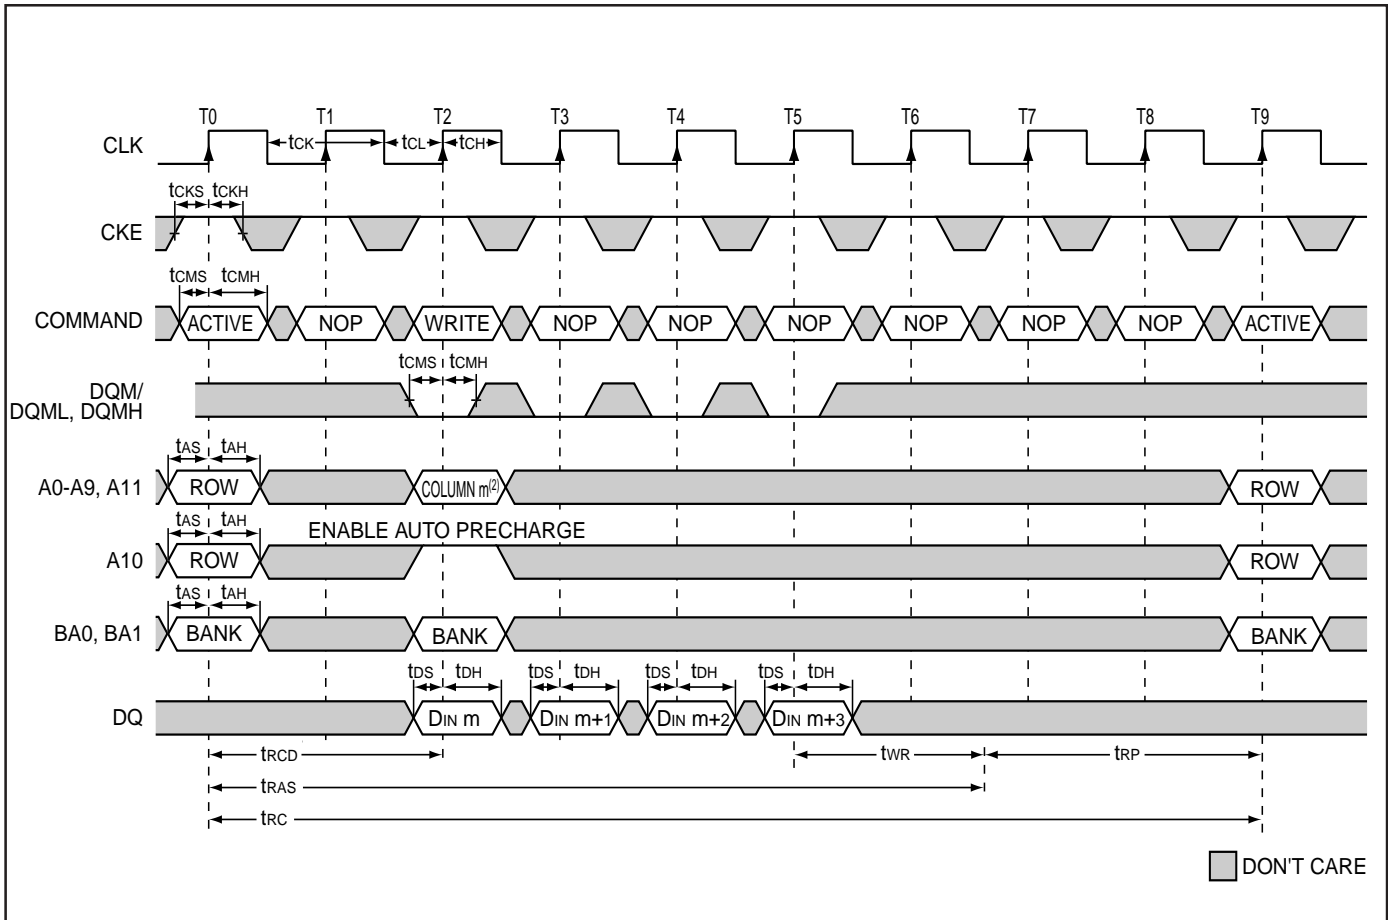 T0 T1 T2 T3 T4 T5 T6 T7 T8 T9
CLK tCK tCL tCH
tCKS tCKH
CKE
tCMS tCMH
COMMAND ACTIVE NOP WRITE NOP NOP NOP NOP NOP NOP ACTIVE
tCMS tCMH
DQM/
DQML, DQMH
tAS tAH
A0-A9, A11 ROW COLUMN m(2) ROW
tAS tAH ENABLE AUTO PRECHARGE
A10 ROW ROW
tAS tAH
BA0, BA1 BANK BANK BANK
tDS tDH tDS tDH tDS tDH tDS tDH
DQ DIN m DIN m+1 DIN m+2 DIN m+3
tRCD tWR tRP
tRAS
tRC
DON'T CARE